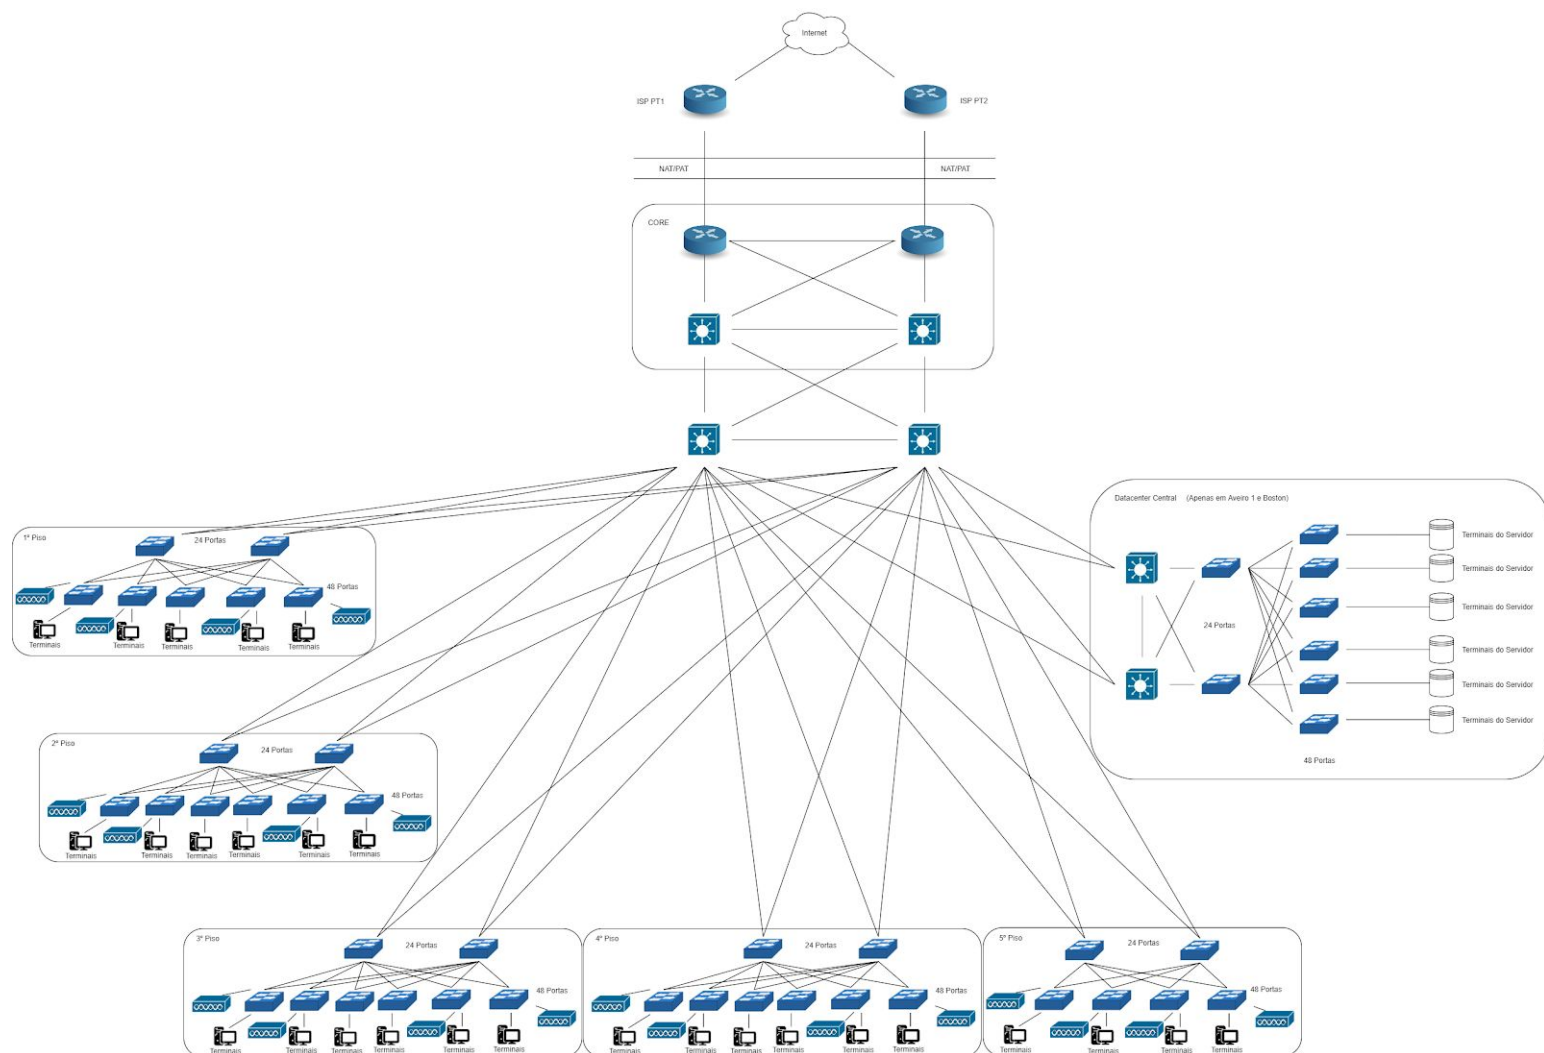 Internet
ISP PT1
ISP PT2
NAT/PAT
NAT/PAT
CORE
Datacenter Central (Apenas em Aveiro 1 e Boston)
24 Portas
48 Portas
Terminais do Servidor
Terminais do Servidor
Terminais do Servidor
Terminais do Servidor
Terminais do Servidor
Terminais do Servidor
1º Piso
24 Portas
48 Portas
Terminais
Terminais
Terminais
Terminais
Terminais
2º Piso
24 Portas
48 Portas
Terminais
Terminais
Terminais
Terminais
Terminais
Terminais
3º Piso
24 Portas
48 Portas
Terminais
Terminais
Terminais
Terminais
Terminais
Terminais
4º Piso
24 Portas
48 Portas
Terminais
Terminais
Terminais
Terminais
Terminais
Terminais
5º Piso
24 Portas
48 Portas
Terminais
Terminais
Terminais
Terminais